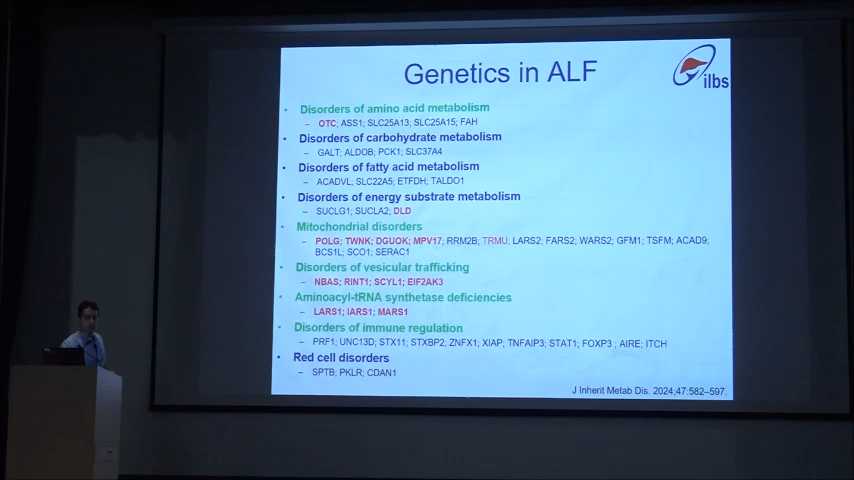 Genetics in ALF
ilbs
• Disorders of amino acid metabolism
– OTC; ASS1; SLC25A13; SLC25A15; FAH
• Disorders of carbohydrate metabolism
– GALT; ALDOB; PCK1; SLC37A4
• Disorders of fatty acid metabolism
– ACADVL; SLC22A5; ETFDH; TALDO1
• Disorders of energy substrate metabolism
– SUCLG1; SUCLA2; DLD
• Mitochondrial disorders
– POLG; TWNK; DGUOK; MPV17; RRM2B; TRMU; LARS2; FARS2; WARS2; GFM1; TSFM; ACAD9;
BCS1L; SCO1; SERAC1
• Disorders of vesicular trafficking
– NBAS; RINT1; SCYL1; EIF2AK3
• Aminoacyl-tRNA synthetase deficiencies
– LARS1; IARS1; MARS1
• Disorders of immune regulation
– PRF1; UNC13D; STX11; STXBP2; ZNFX1; XIAP; TNFAIP3; STAT1; FOXP3 ; AIRE; ITCH
• Red cell disorders
– SPTB; PKLR; CDAN1
J Inherit Metab Dis. 2024;47:582–597.